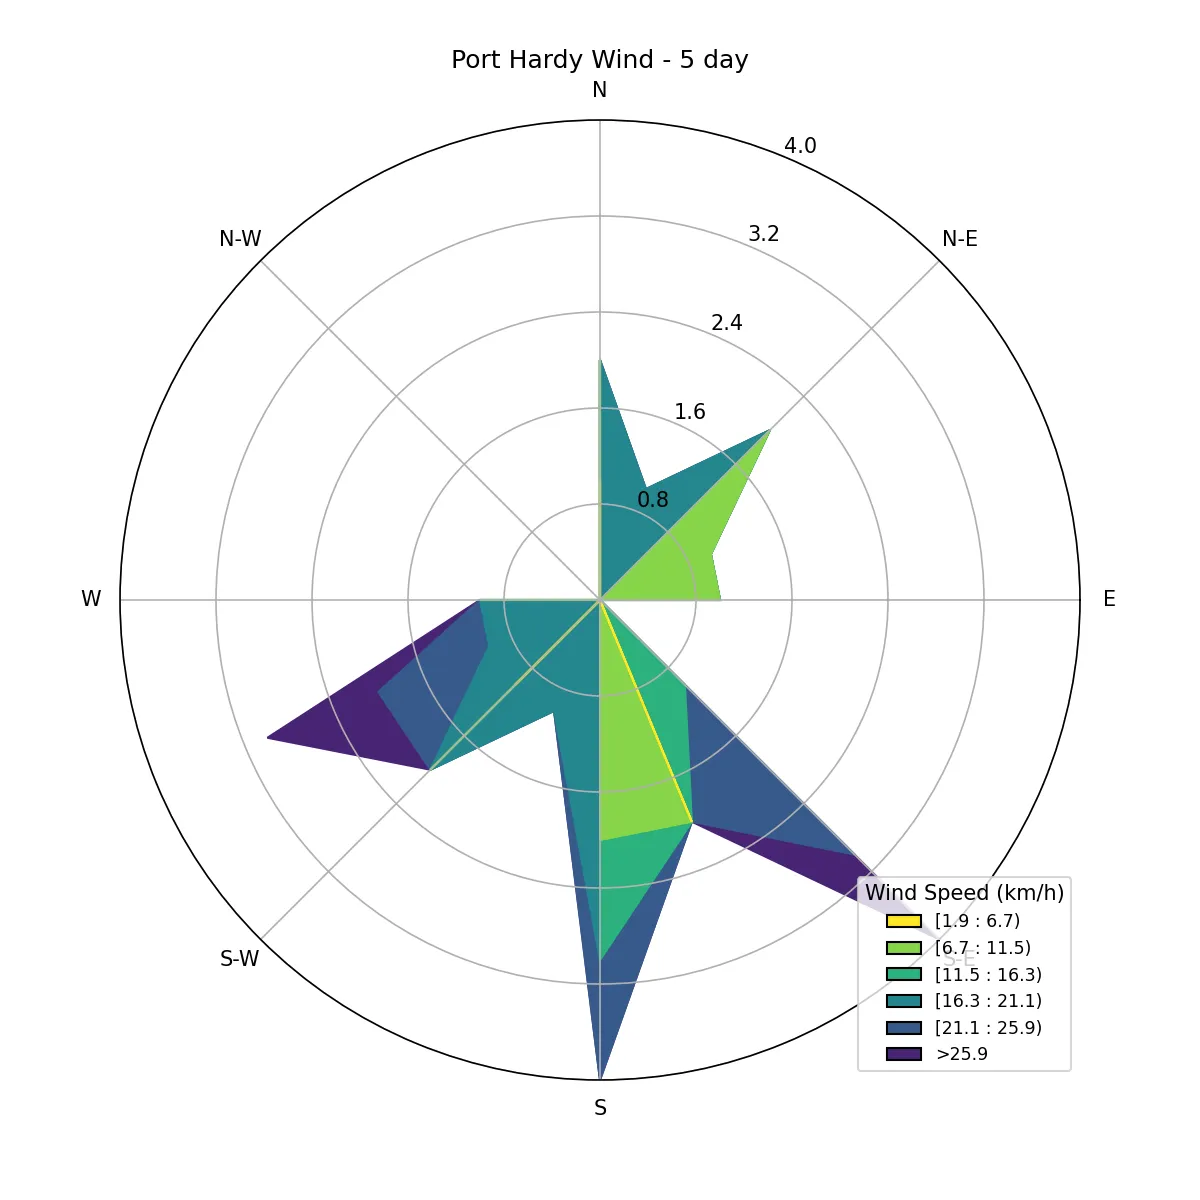 Port Hardy Wind - 5 day
N
4.0
3.2
N-W
N-E
2.4
1.6
0.8
W
E
Wind Speed (km/h)
[1.9 : 6.7)
[6.7 : 11.5)
S-W
S-E
[11.5 : 16.3)
[16.3 : 21.1)
[21.1 : 25.9)
>25.9
S